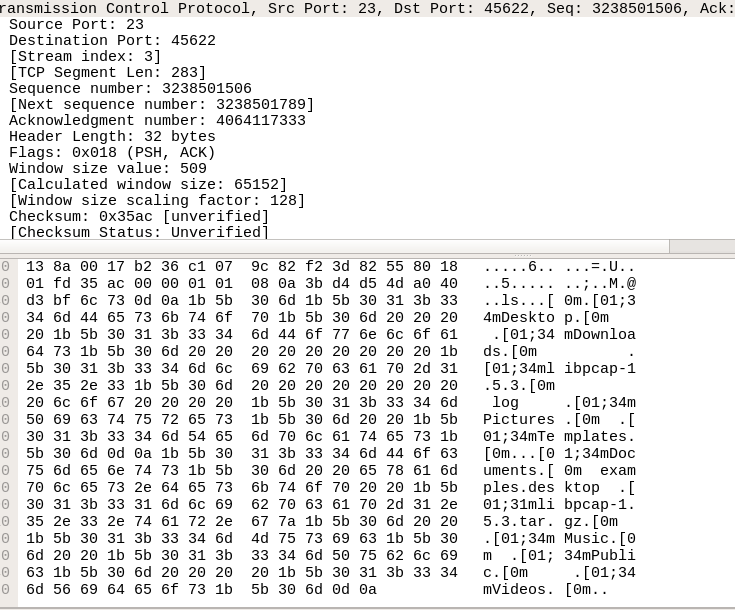 ransmission Control Protocol, Src Port: 23, Dst Port: 45622, Seq: 3238501506, Ack:
Source Port: 23
Destination Port: 45622
[Stream index: 3]
[TCP Segment Len: 283]
Sequence number: 3238501506
[Next sequence number: 3238501789]
Acknowledgment number: 4064117333
Header Length: 32 bytes
Flags: 0x018 (PSH, ACK)
Window size value: 509
[Calculated window size: 65152]
[Window size scaling factor: 128]
Checksum: 0x35ac [unverified]
[Checksum Status: Unverified]
0 13 8a 00 17 b2 36 c1 07 9c 82 f2 3d 82 55 80 18 .....6.. ...=.U..
0 01 fd 35 ac 00 00 01 01 08 0a 3b d4 d5 4d a0 40 ..5..... ..;..M.@
0 d3 bf 6c 73 0d 0a 1b 5b 30 6d 1b 5b 30 31 3b 33 ..ls...[ 0m.[01;3
0 34 6d 44 65 73 6b 74 6f 70 1b 5b 30 6d 20 20 20 4mDeskto p.[0m
0 20 1b 5b 30 31 3b 33 34 6d 44 6f 77 6e 6c 6f 61 .[01;34 mDownloa
0 64 73 1b 5b 30 6d 20 20 20 20 20 20 20 20 20 1b ds.[0m .
0 5b 30 31 3b 33 34 6d 6c 69 62 70 63 61 70 2d 31 [01;34ml ibpcap-1
0 2e 35 2e 33 1b 5b 30 6d 20 20 20 20 20 20 20 20 .5.3.[0m
0 20 6c 6f 67 20 20 20 20 1b 5b 30 31 3b 33 34 6d log .[01;34m
0 50 69 63 74 75 72 65 73 1b 5b 30 6d 20 20 1b 5b Pictures .[0m .[
0 30 31 3b 33 34 6d 54 65 6d 70 6c 61 74 65 73 1b 01;34mTe mplates.
0 5b 30 6d 0d 0a 1b 5b 30 31 3b 33 34 6d 44 6f 63 [0m...[0 1;34mDoc
0 75 6d 65 6e 74 73 1b 5b 30 6d 20 20 65 78 61 6d uments.[ 0m exam
0 70 6c 65 73 2e 64 65 73 6b 74 6f 70 20 20 1b 5b ples.des ktop .[
0 30 31 3b 33 31 6d 6c 69 62 70 63 61 70 2d 31 2e 01;31mli bpcap-1.
0 35 2e 33 2e 74 61 72 2e 67 7a 1b 5b 30 6d 20 20 5.3.tar. gz.[0m
0 1b 5b 30 31 3b 33 34 6d 4d 75 73 69 63 1b 5b 30 .[01;34m Music.[0
0 6d 20 20 1b 5b 30 31 3b 33 34 6d 50 75 62 6c 69 m .[01; 34mPubli
0 63 1b 5b 30 6d 20 20 20 20 1b 5b 30 31 3b 33 34 c.[0m .[01;34
0 6d 56 69 64 65 6f 73 1b 5b 30 6d 0d 0a mVideos. [0m..